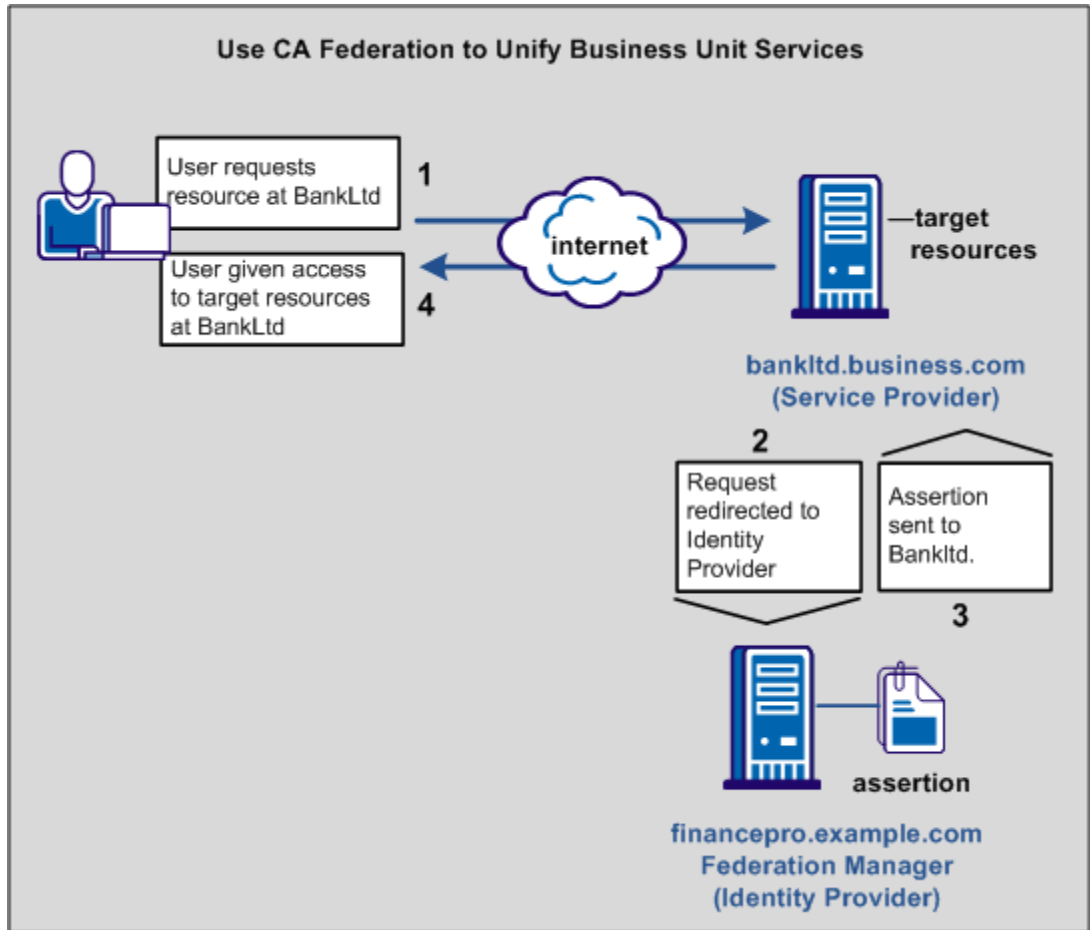 Use CA Federation to Unify Business Unit Services
User requests
resource at BankLtd
1
internet
target
resources
User given access
to target resources
at BankLtd
4
bankltd.business.com
(Service Provider)
2
Request
redirected to
Identity
Provider
Assertion
sent to
Bankltd.
3
assertion
financepro.example.com
Federation Manager
(Identity Provider)